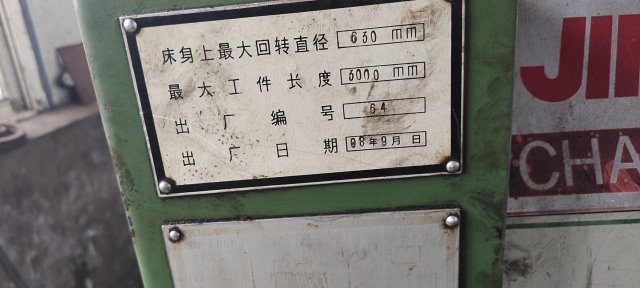 床身上最大回转直径 630 mm
最大工件长度 3000 mm
出厂编号 64
出厂日期 98年9月 日
JI
CHA